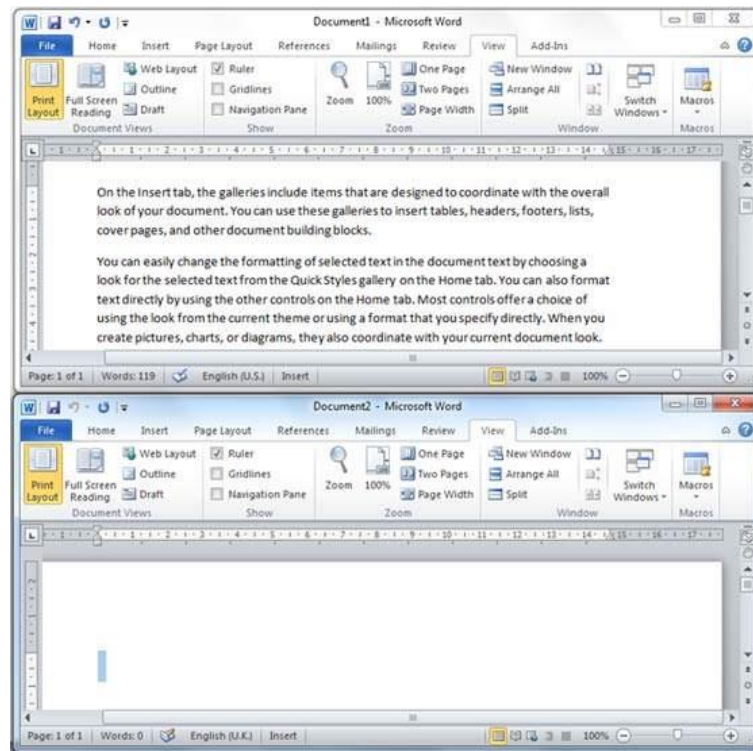 Document1 - Microsoft Word
File Home Insert Page Layout References Mailings Review View Add-Ins
Print Layout
Full Screen Reading
Web Layout
Outline
Draft
Document Views
Ruler
Gridlines
Navigation Pane
Show
Zoom
100%
One Page
Two Pages
Page Width
Zoom
New Window
Arrange All
Split
Switch Windows
Window
Macros
Macros
On the Insert tab, the galleries include items that are designed to coordinate with the overall
look of your document. You can use these galleries to insert tables, headers, footers, lists,
cover pages, and other document building blocks.
You can easily change the formatting of selected text in the document text by choosing a
look for the selected text from the Quick Styles gallery on the Home tab. You can also format
text directly by using the other controls on the Home tab. Most controls offer a choice of
using the look from the current theme or using a format that you specify directly. When you
create pictures, charts, or diagrams, they also coordinate with your current document look.
Page: 1 of 1 Words: 119 English (U.S.) Insert 100%
Document2 - Microsoft Word
File Home Insert Page Layout References Mailings Review View Add-Ins
Print Layout
Full Screen Reading
Web Layout
Outline
Draft
Document Views
Ruler
Gridlines
Navigation Pane
Show
Zoom
100%
One Page
Two Pages
Page Width
Zoom
New Window
Arrange All
Split
Switch Windows
Window
Macros
Macros
Page: 1 of 1 Words: 0 English (U.K.) Insert 100%